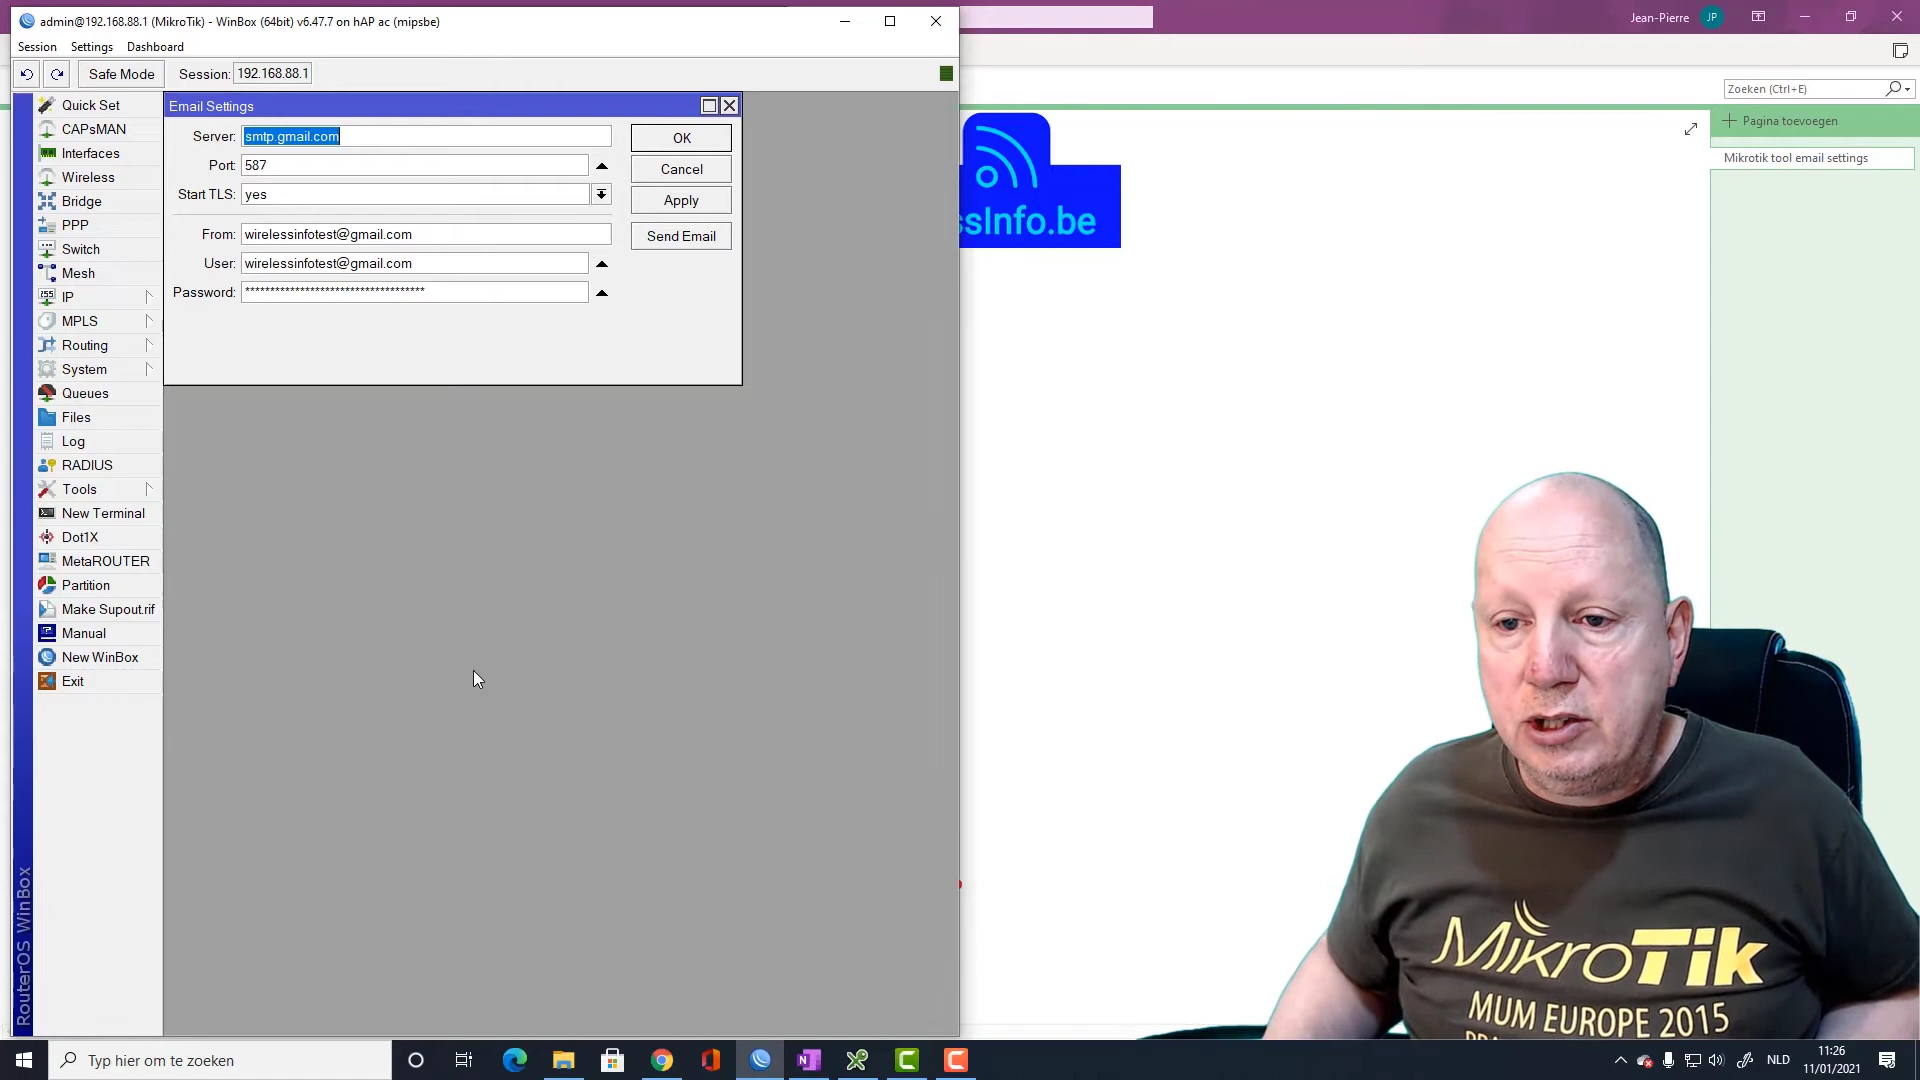 admin@192.168.88.1 (MikroTik) - WinBox (64bit) v6.47.7 on hAP ac (mipsbe)
Jean-Pierre JP
Session Settings Dashboard
Safe Mode Session: 192.168.88.1
Zoeken (Ctrl+E)
Quick Set
CAPsMAN
Interfaces
Wireless
Bridge
PPP
Switch
Mesh
IP
MPLS
Routing
System
Queues
Files
Log
RADIUS
Tools
New Terminal
Dot1X
MetaROUTER
Partition
Make Supout.rif
Manual
New WinBox
Exit
RouterOS WinBox
Email Settings
Server: smtp.gmail.com
Port: 587
Start TLS: yes
From: wirelessinfotest@gmail.com
User: wirelessinfotest@gmail.com
Password: ************************************
OK
Cancel
Apply
Send Email
ssInfo.be
Pagina toevoegen
Mikrotik tool email settings
MikroTik
MUM EUROPE 2015
Typ hier om te zoeken
NLD
11:26
11/01/2021